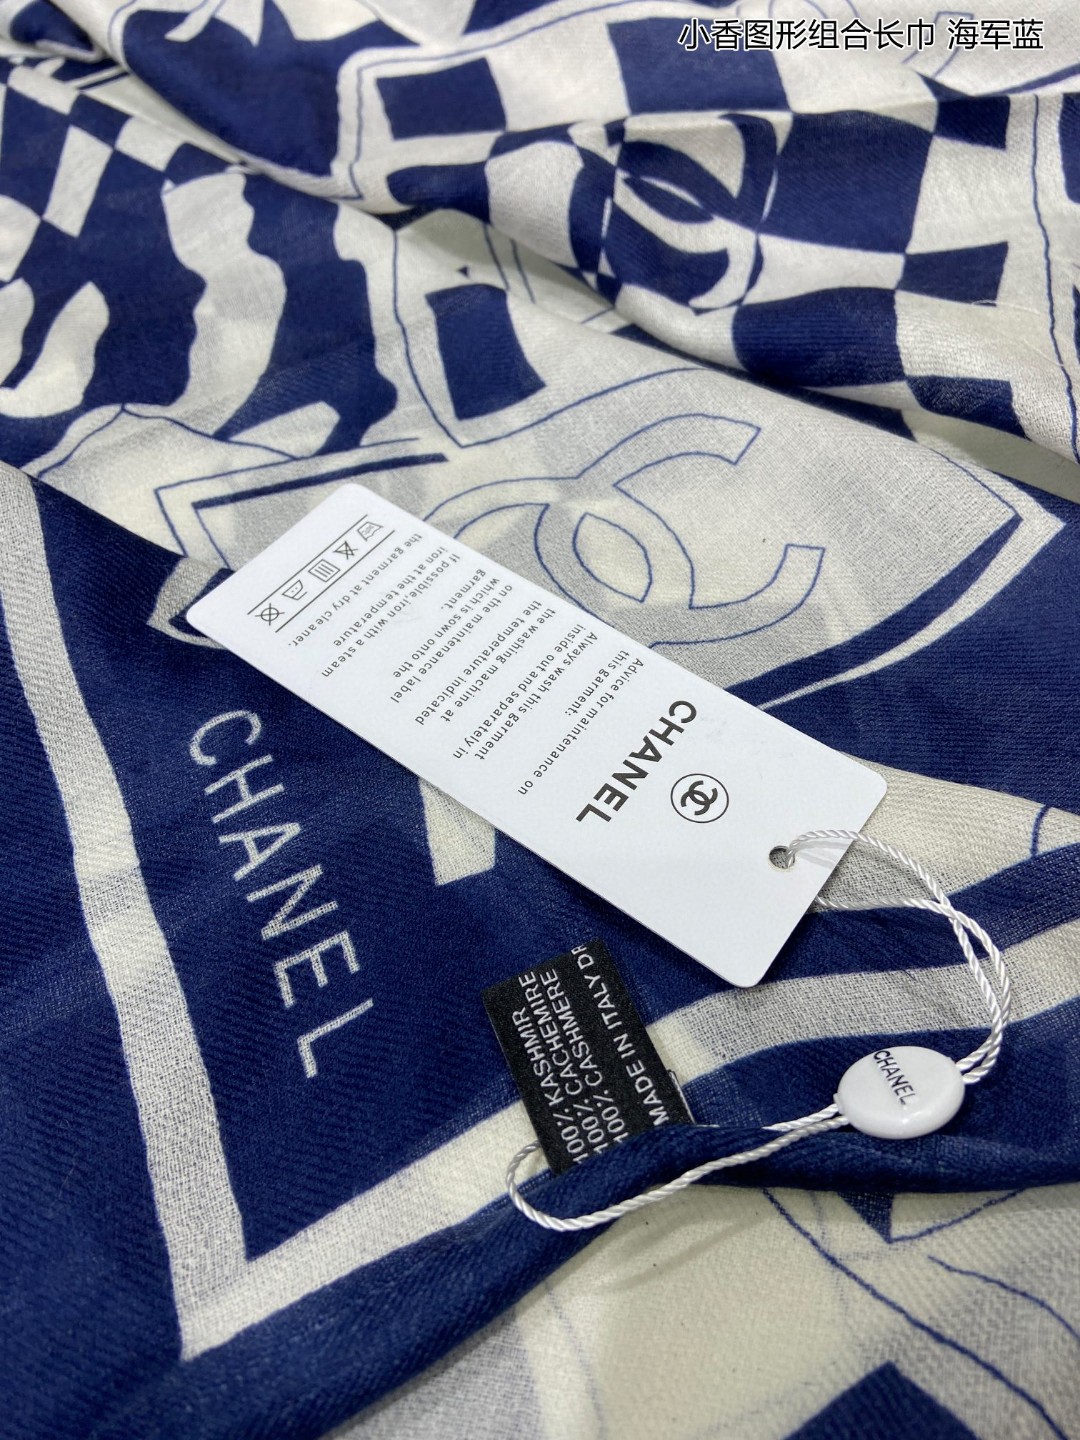 小香图形组合长巾 海军蓝
CHANEL
Advice for maintenance on
this garment:
Always wash this garment
inside out and separately in
the washing machine at
the temperature indicated
on the maintenance label
which is sown onto the
garment.
If possible,iron with a steam
iron at the temperature
the garment at dry cleaner.
CHANEL
100% KASHMIR
100% CACHEMIRE
100% CASHMERE
MADE IN ITALY
CHANEL